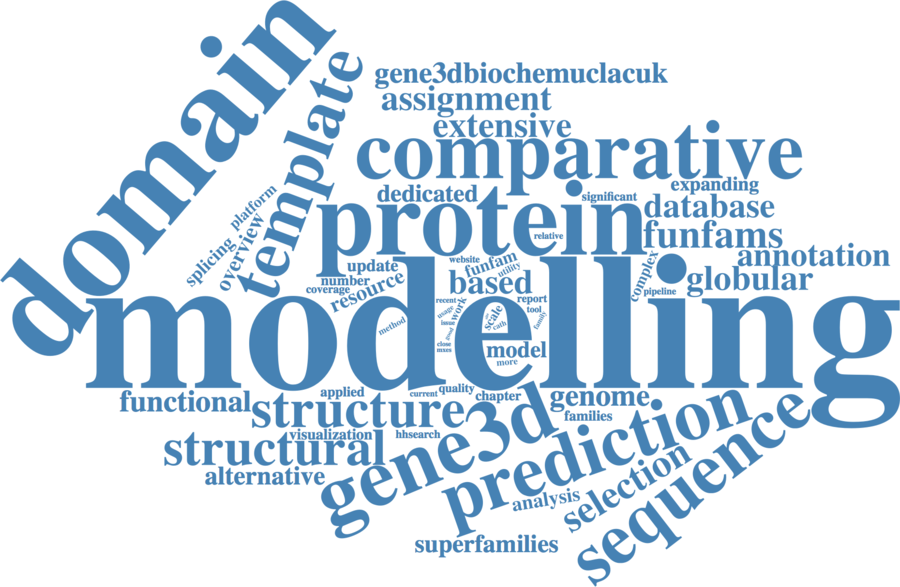 domain
template
gene3dbiochemuclacuk
assignment
extensive
comparative
dedicated
significant
expanding
protein
database
relative
funfams
platform
overview
splicing
update
number
coverage
resource
website
funfam
utility
based
complex
pipeline
annotation
globular
modelling
method
recent
usage
issue
work
good
close
mxes
scale
cath
report
tool
family
model
more
functional
applied
current
quality
chapter
genome
families
structure
visualization
hhsearch
structural
alternative
gene3d
prediction
analysis
selection
sequence
superfamilies